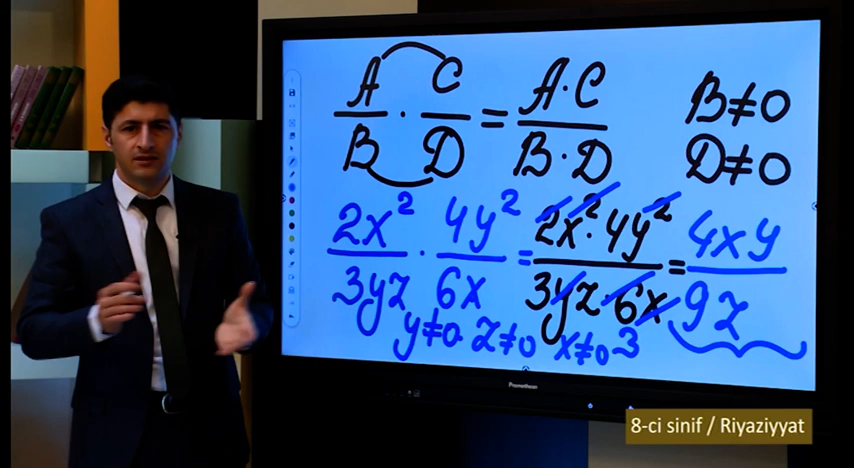 A/B · C/D = A·C/B·D B≠0
D≠0
2x²/3yz · 4y²/6x = 2x²·4y²/3yz·6x = 4xy/9z
y≠0 z≠0 x≠0 3
Promethean
8-ci sinif / Riyaziyyat